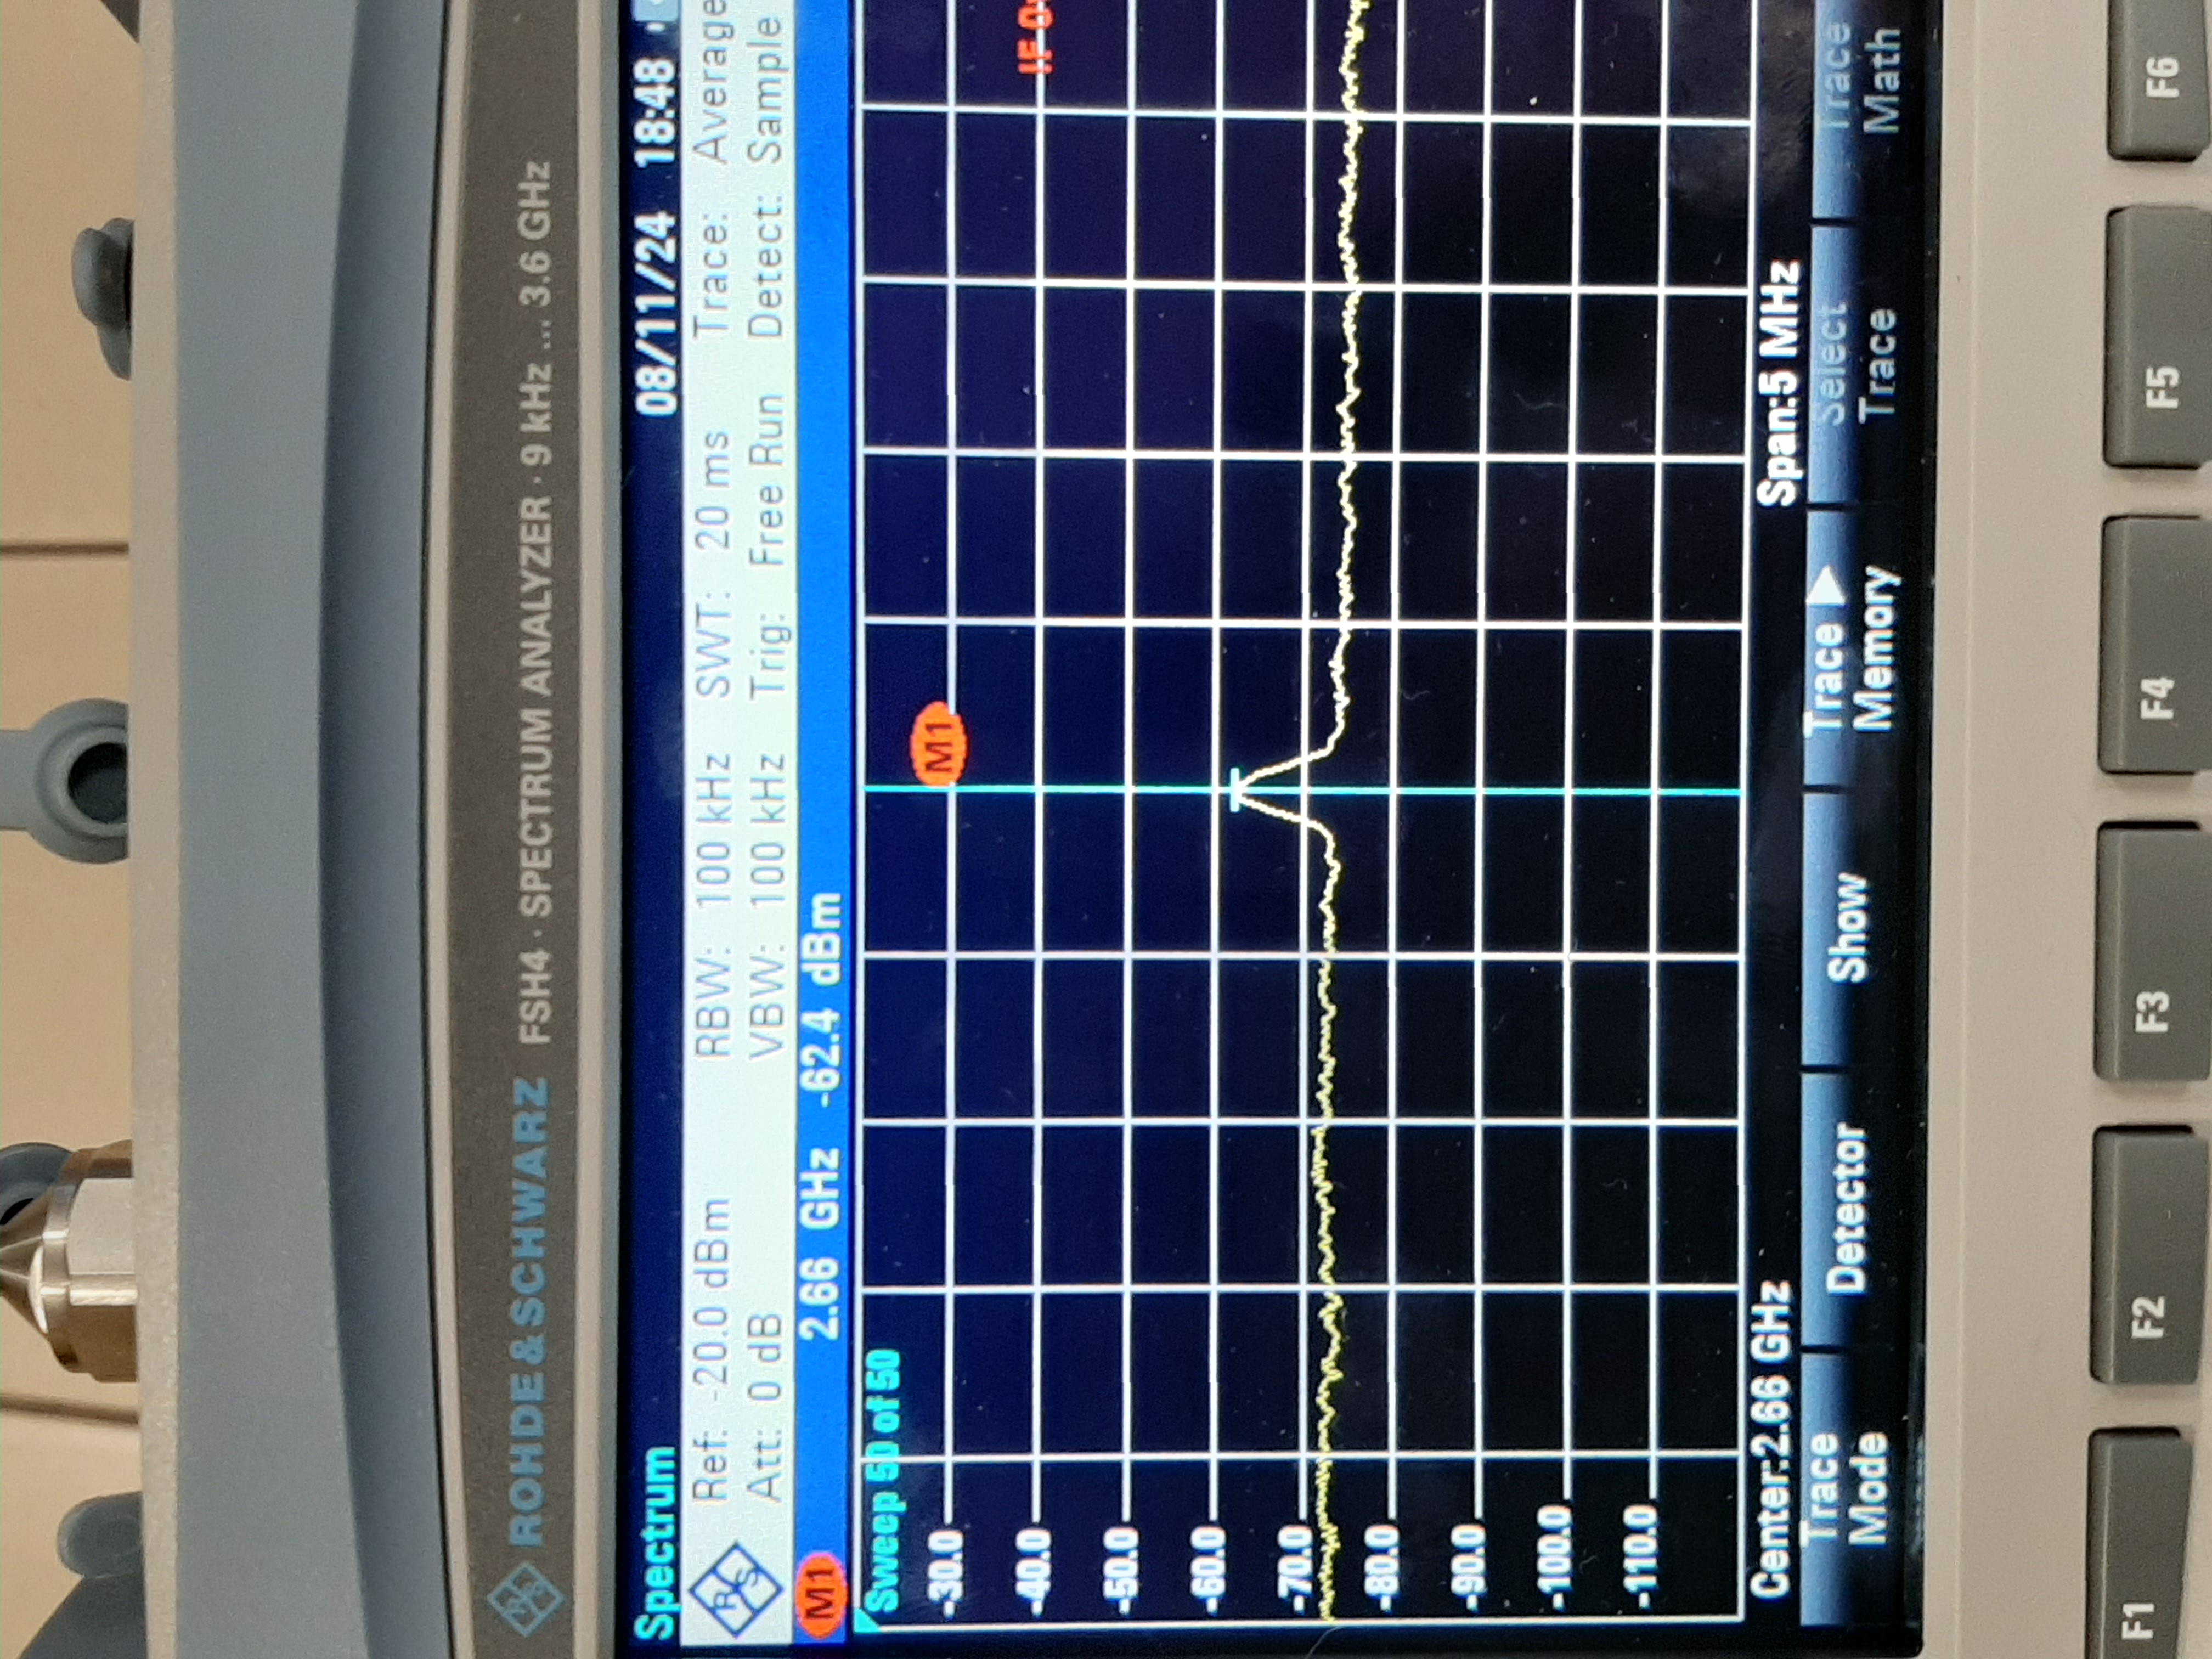 ROHDE & SCHWARZ FSH4 · SPECTRUM ANALYZER · 9 kHz ... 3.6 GHz
Spectrum 08/11/24 18:48
Ref: -20.0 dBm RBW: 100 kHz SWT: 20 ms Trace: Average
Att: 0 dB VBW: 100 kHz Trig: Free Run Detect: Sample
M1 2.66 GHz -62.4 dBm
Sweep 50 of 50
M1
-30.0
-40.0
-50.0
-60.0
-70.0
-80.0
-90.0
-100.0
-110.0
Center:2.66 GHz Span:5 MHz
Trace Mode
Detector
Show
Trace Memory
Select Trace
Trace Math
F1 F2 F3 F4 F5 F6